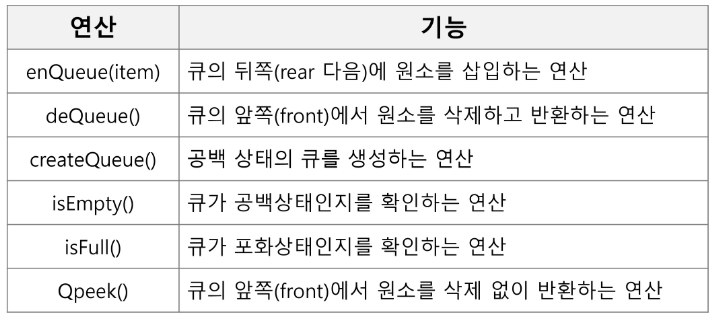 연산 기능
enQueue(item) 큐의 뒤쪽(rear 다음)에 원소를 삽입하는 연산
deQueue() 큐의 앞쪽(front)에서 원소를 삭제하고 반환하는 연산
createQueue() 공백 상태의 큐를 생성하는 연산
isEmpty() 큐가 공백상태인지를 확인하는 연산
isFull() 큐가 포화상태인지를 확인하는 연산
Qpeek() 큐의 앞쪽(front)에서 원소를 삭제 없이 반환하는 연산